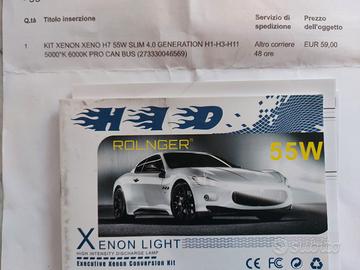 Q.tà Titolo inserzione Servizio di spedizione Prezzo dell'oggetto
1 KIT XENON XENO H7 55W SLIM 4.0 GENERATION H1-H3-H11 Altro corriere EUR 59,00
5000°K 6000K PRO CAN BUS (273330046569) 48 ore
HID
ROLNGER®
55W
XENON LIGHT
HIGH INTENSITY DISCHARGE LAMP
Executive Xenon Conversion Kit
subito